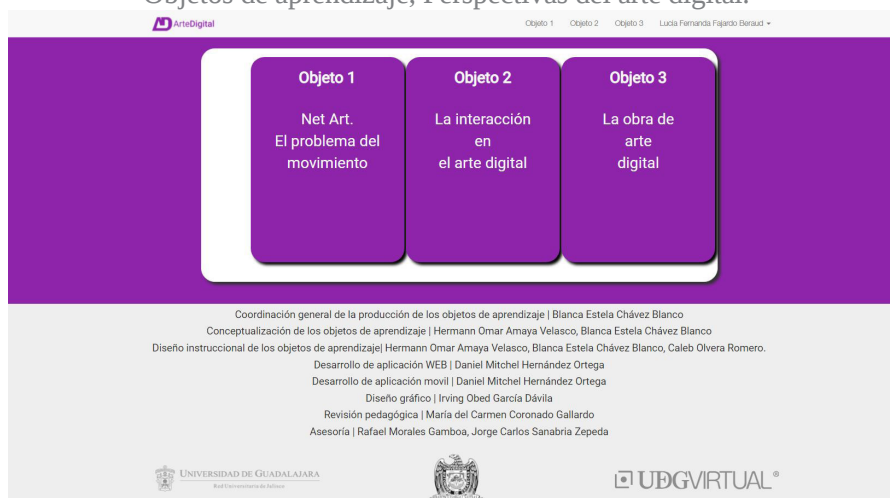 Objetos de aprendizaje, Perspectivas del arte digital.
ArteDigital
Objeto 1 Objeto 2 Objeto 3 Lucia Fernanda Fajardo Beraud
Objeto 1
Net Art.
El problema del
movimiento
Objeto 2
La interacción
en
el arte digital
Objeto 3
La obra de
arte
digital
Coordinación general de la producción de los objetos de aprendizaje | Blanca Estela Chávez Blanco
Conceptualización de los objetos de aprendizaje | Hermann Omar Amaya Velasco, Blanca Estela Chávez Blanco
Diseño instruccional de los objetos de aprendizaje| Hermann Omar Amaya Velasco, Blanca Estela Chávez Blanco, Caleb Olvera Romero.
Desarrollo de aplicación WEB | Daniel Mitchel Hernández Ortega
Desarrollo de aplicación movil | Daniel Mitchel Hernández Ortega
Diseño gráfico | Irving Obed García Dávila
Revisión pedagógica | María del Carmen Coronado Gallardo
Asesoría | Rafael Morales Gamboa, Jorge Carlos Sanabria Zepeda
UNIVERSIDAD DE GUADALAJARA
Red Universitaria de Jalisco
UDGVIRTUAL®